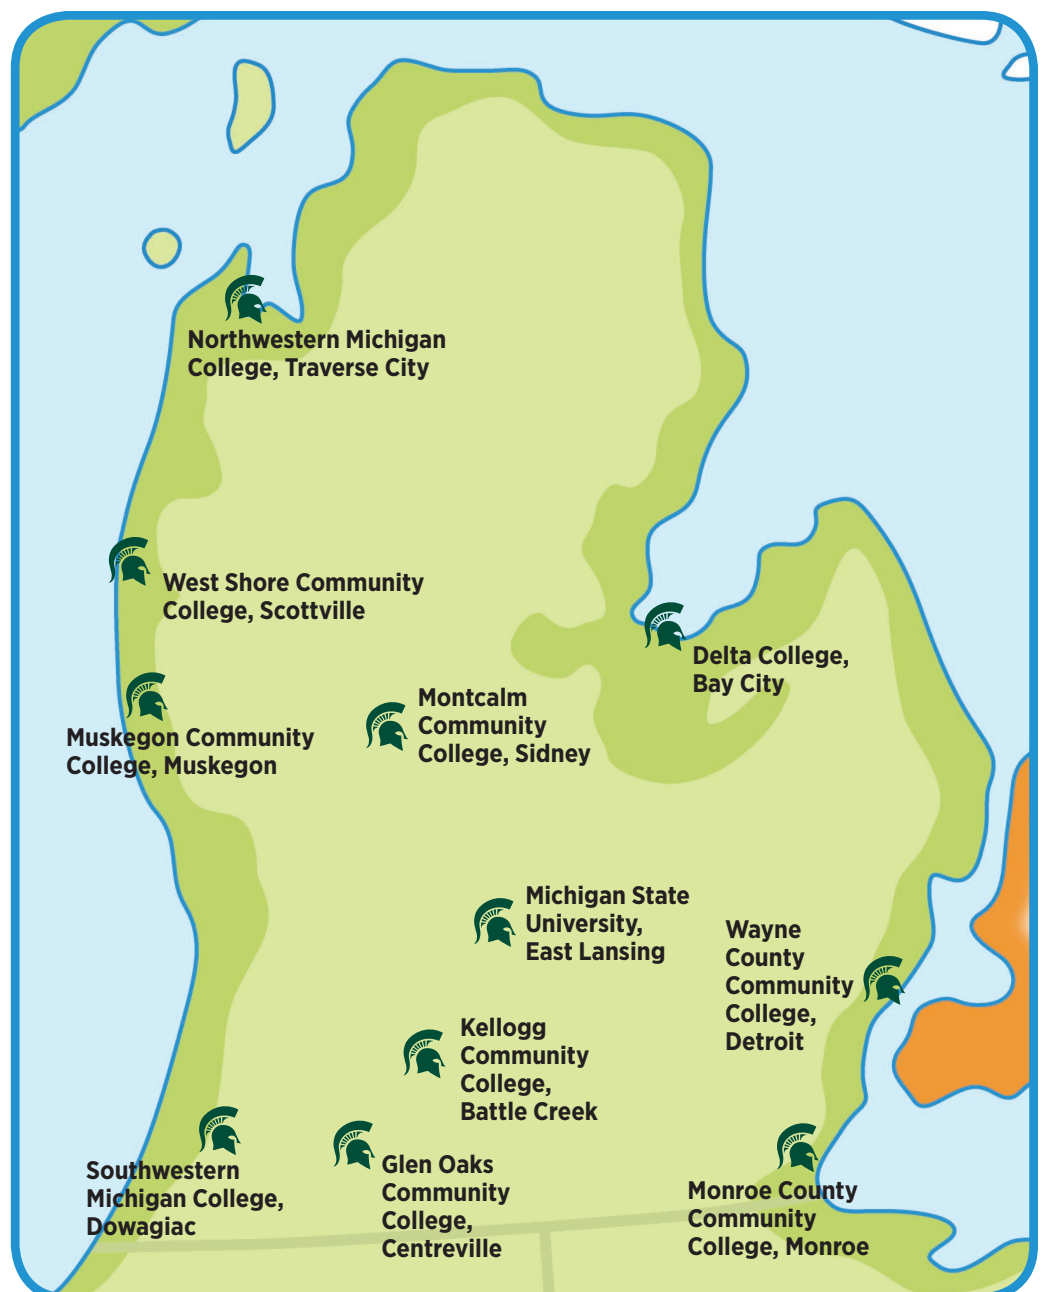 Northwestern Michigan
College, Traverse City
West Shore Community
College, Scottville
Delta College,
Bay City
Montcalm
Community
College, Sidney
Muskegon Community
College, Muskegon
Michigan State
University,
East Lansing
Wayne
County
Community
College,
Detroit
Kellogg
Community
College,
Battle Creek
Southwestern
Michigan College,
Dowagiac
Glen Oaks
Community
College,
Centreville
Monroe County
Community
College, Monroe